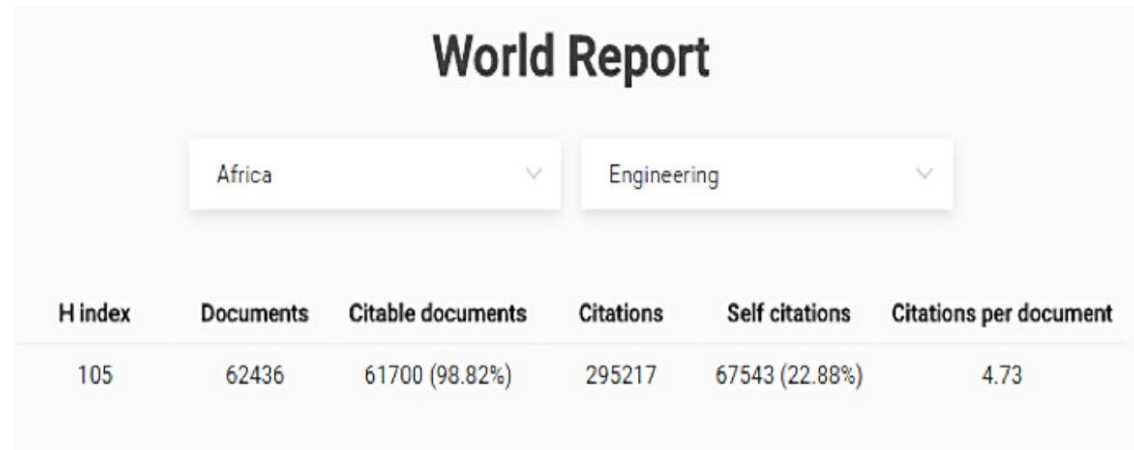 World Report
Africa Engineering
H index Documents Citable documents Citations Self citations Citations per document
105 62436 61700 (98.82%) 295217 67543 (22.88%) 4.73